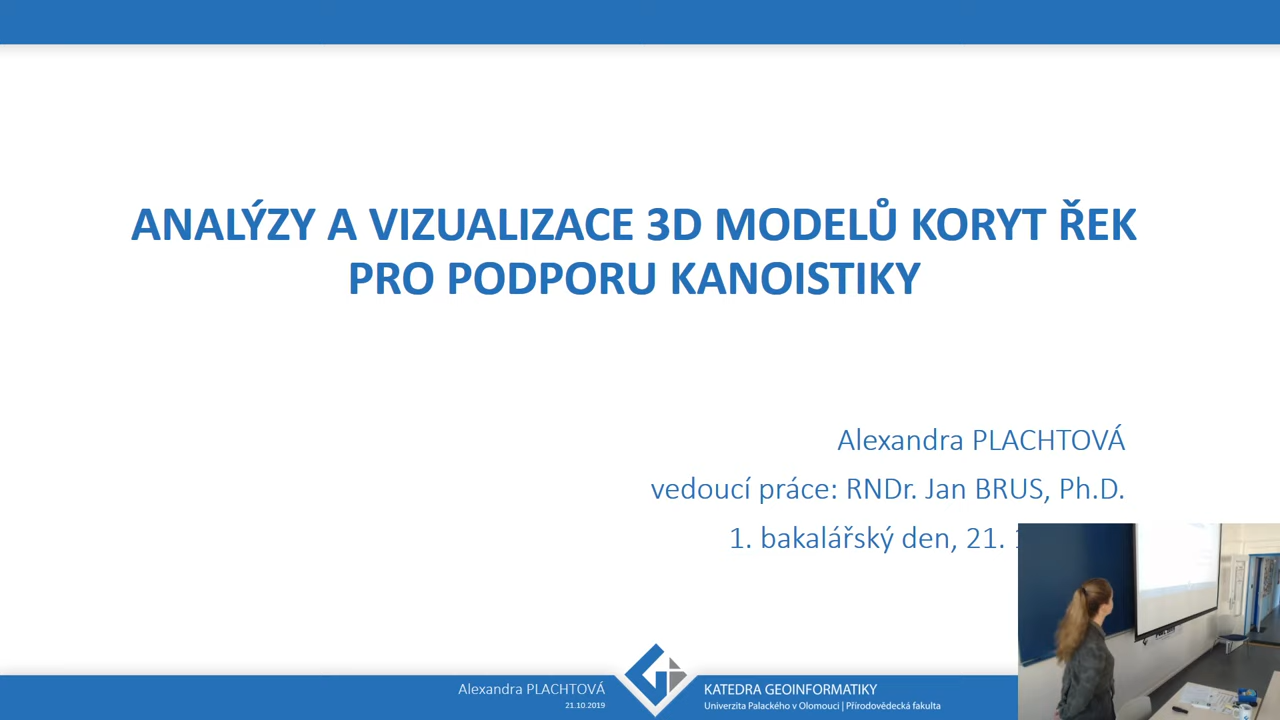 ANALÝZY A VIZUALIZACE 3D MODELŮ KORYT ŘEK
PRO PODPORU KANOISTIKY
Alexandra PLACHTOVÁ
vedoucí práce: RNDr. Jan BRUS, Ph.D.
1. bakalářský den, 21.
Alexandra PLACHTOVÁ
21.10.2019
KATEDRA GEOINFORMATIKY
Univerzita Palackého v Olomouci | Přírodovědecká fakulta